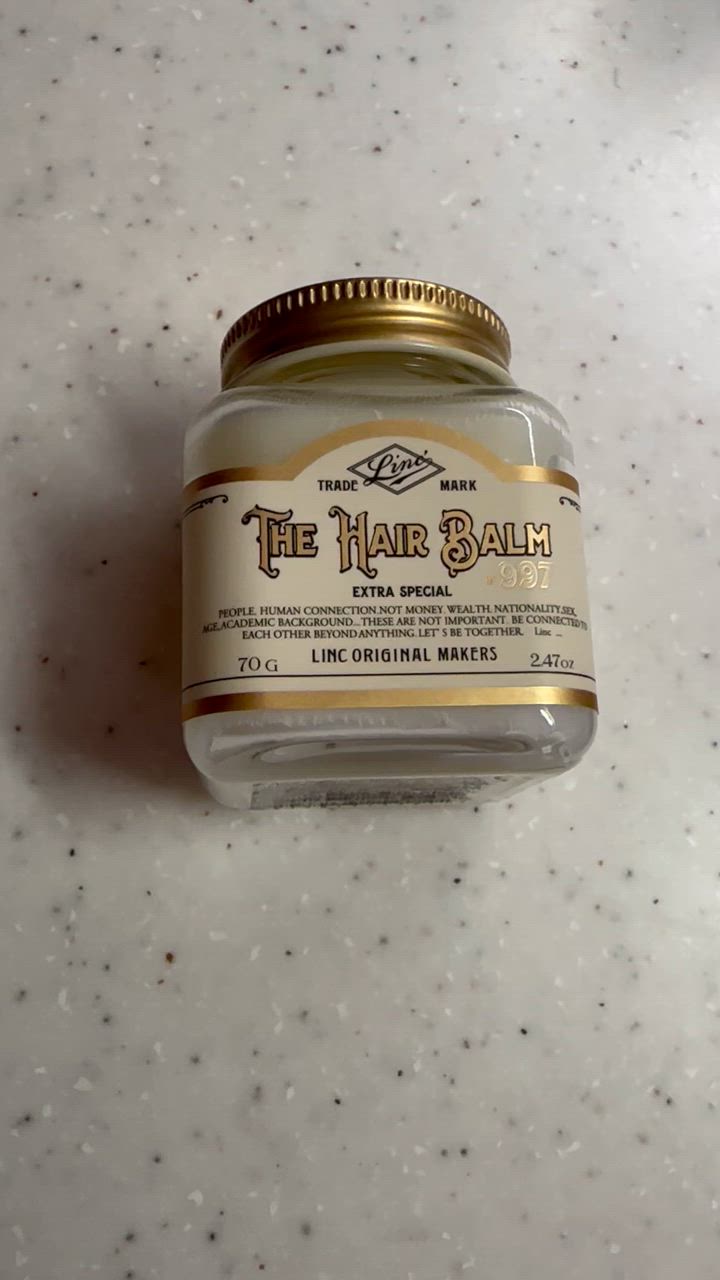 Linc
TRADE MARK
THE HAIR BALM
997
EXTRA SPECIAL
PEOPLE, HUMAN CONNECTION.NOT MONEY, WEALTH, NATIONALITY,SEX,
AGE,ACADEMIC BACKGROUND...THESE ARE NOT IMPORTANT. BE CONNECTED TO
EACH OTHER BEYOND ANYTHING. LET'S BE TOGETHER. Linc
70 G LINC ORIGINAL MAKERS 2.47oz